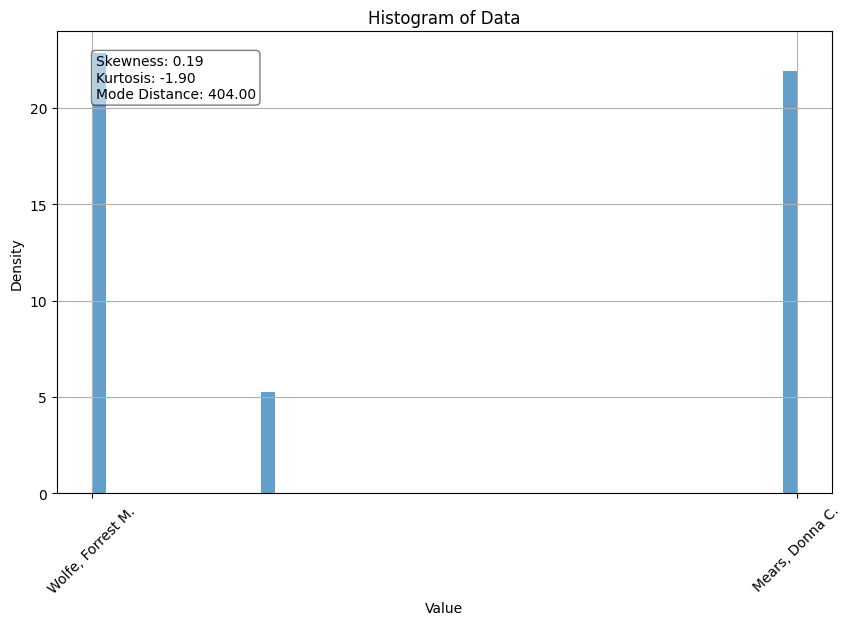 Histogram of Data
Skewness: 0.19
Kurtosis: -1.90
Mode Distance: 404.00
Density
20
15
10
5
0
Wolfe, Forrest M.
Mears, Donna C.
Value